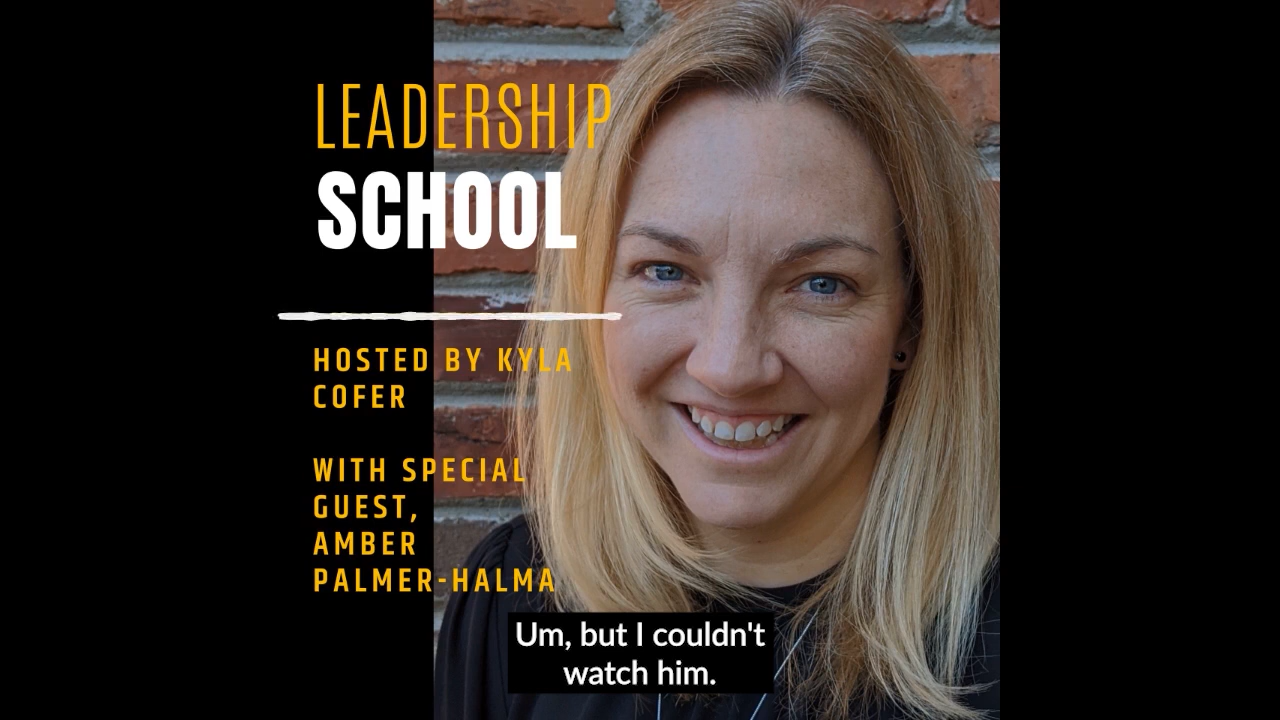 LEADERSHIP
SCHOOL
HOSTED BY KYLA
COFER
WITH SPECIAL
GUEST,
AMBER
PALMER-HALMA
Um, but I couldn't
watch him.